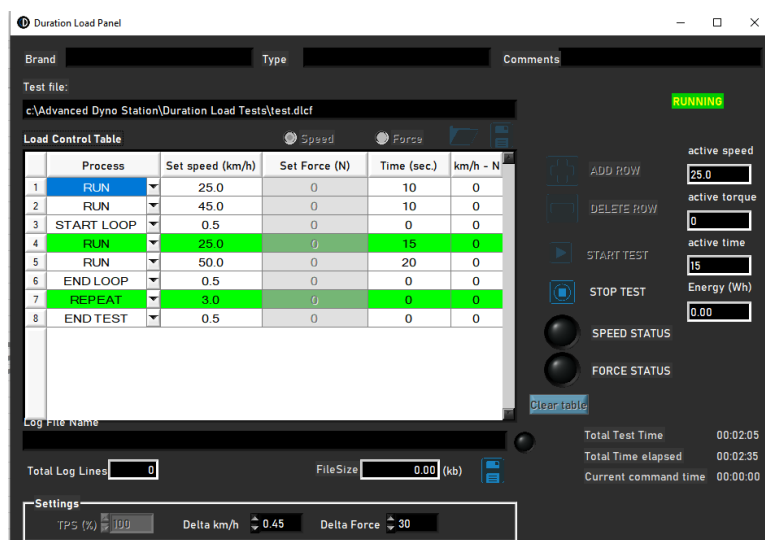 Duration Load Panel
Brand Type Comments
Test file:
c:\Advanced Dyno Station\Duration Load Tests\test.dlcf
RUNNING
Load Control Table Speed Force
Process Set speed (km/h) Set Force (N) Time (sec.) km/h - N
1 RUN 25.0 0 10 0
2 RUN 45.0 0 10 0
3 START LOOP 0.5 0 0 0
4 RUN 25.0 0 15 0
5 RUN 50.0 0 20 0
6 END LOOP 0.5 0 0 0
7 REPEAT 3.0 0 0 0
8 END TEST 0.5 0 0 0
ADD ROW
DELETE ROW
START TEST
STOP TEST
SPEED STATUS
FORCE STATUS
Clear table
active speed
25.0
active torque
0
active time
15
Energy (Wh)
0.00
Log File Name
Total Log Lines 0 FileSize 0.00 (kb)
Total Test Time 00:02:05
Total Time elapsed 00:02:35
Current command time 00:00:00
Settings
TPS (%) 100 Delta km/h 0.45 Delta Force 30